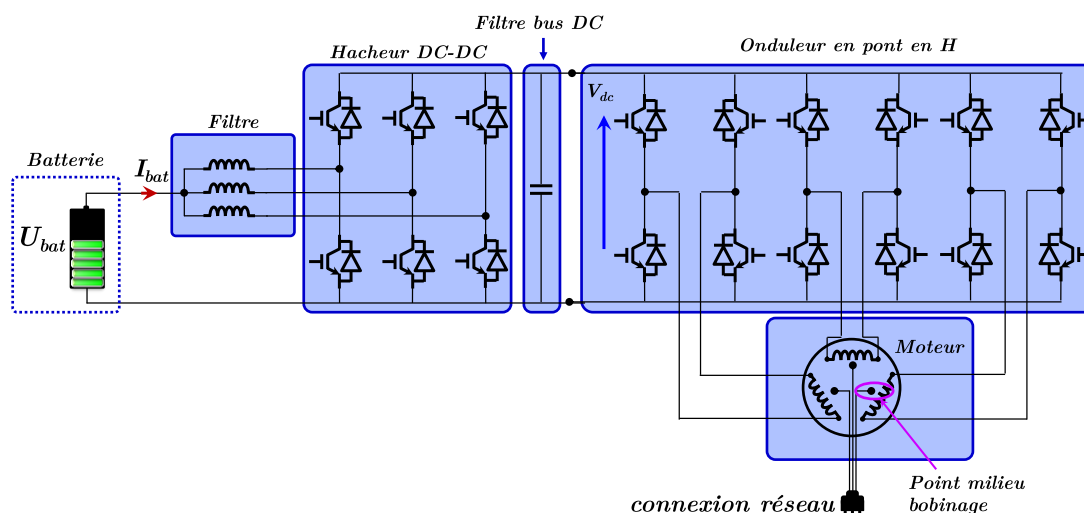 Filtre bus DC
Hacheur DC-DC
Onduleur en pont en H
V_dc
Filtre
Batterie
I_bat
U_bat
Moteur
Point milieu
bobinage
connexion réseau